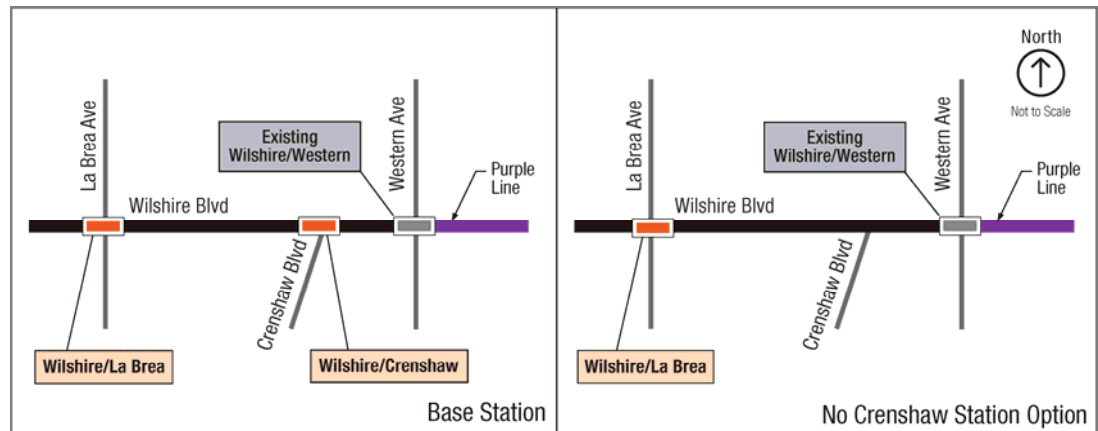 La Brea Ave
Existing
Wilshire/Western
Western Ave
Purple
Line
Wilshire Blvd
Crenshaw Blvd
Wilshire/La Brea
Wilshire/Crenshaw
Base Station
North
Not to Scale
La Brea Ave
Existing
Wilshire/Western
Western Ave
Purple
Line
Wilshire Blvd
Crenshaw Blvd
Wilshire/La Brea
No Crenshaw Station Option